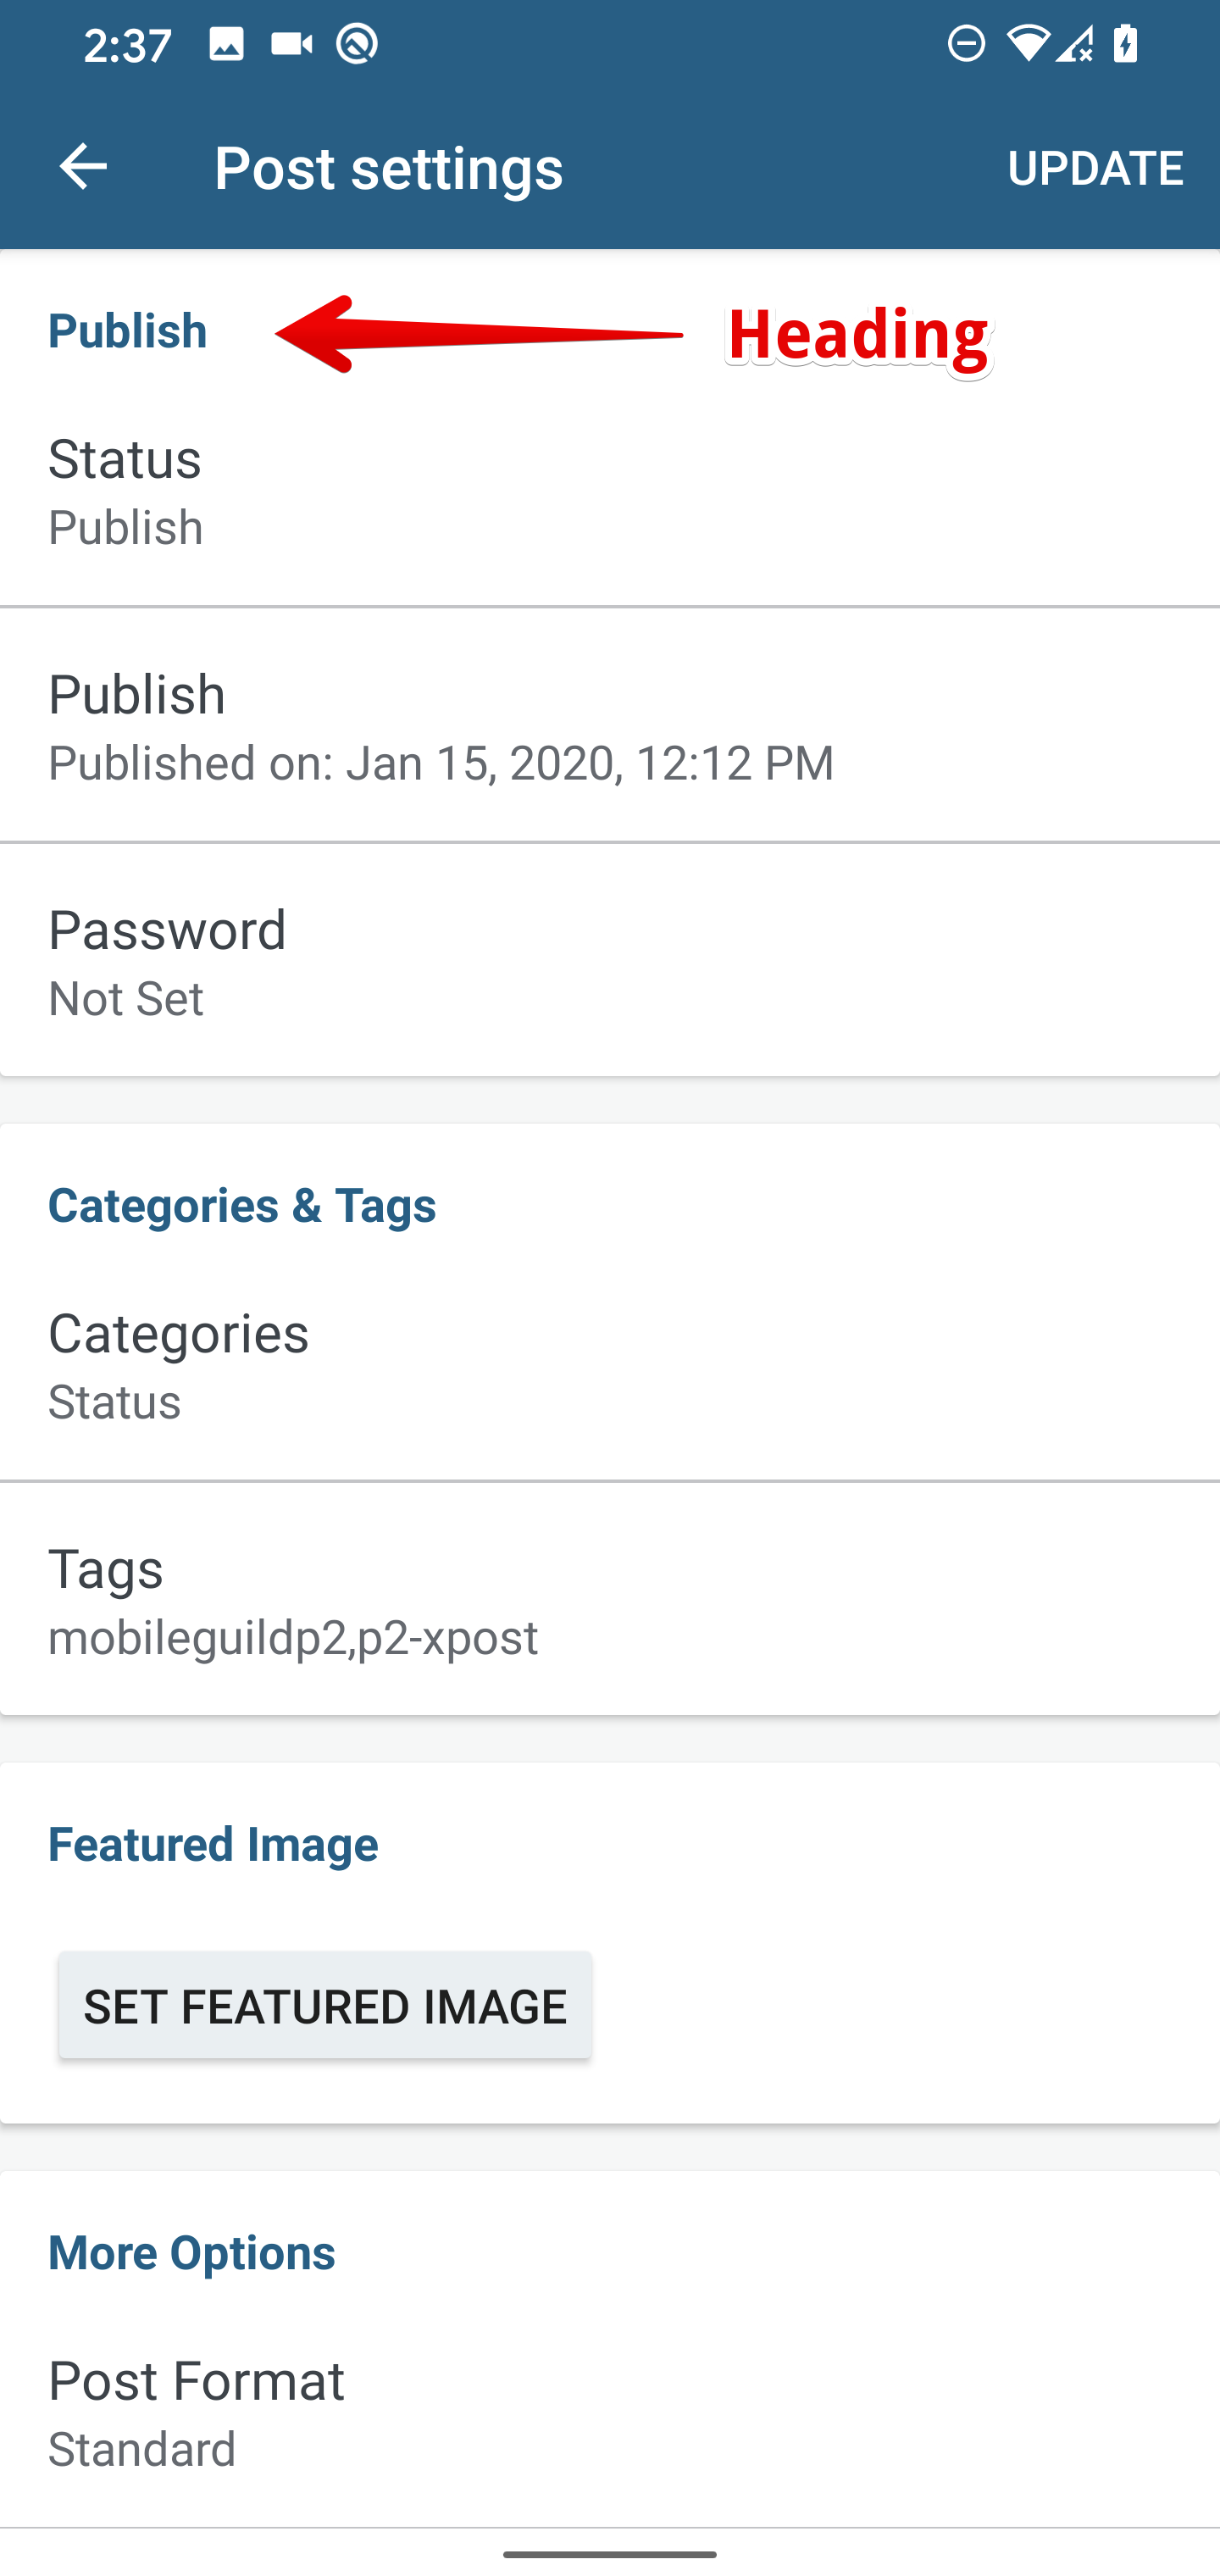 2:37
Post settings UPDATE
Publish Heading
Status
Publish
Publish
Published on: Jan 15, 2020, 12:12 PM
Password
Not Set
Categories & Tags
Categories
Status
Tags
mobileguildp2,p2-xpost
Featured Image
SET FEATURED IMAGE
More Options
Post Format
Standard